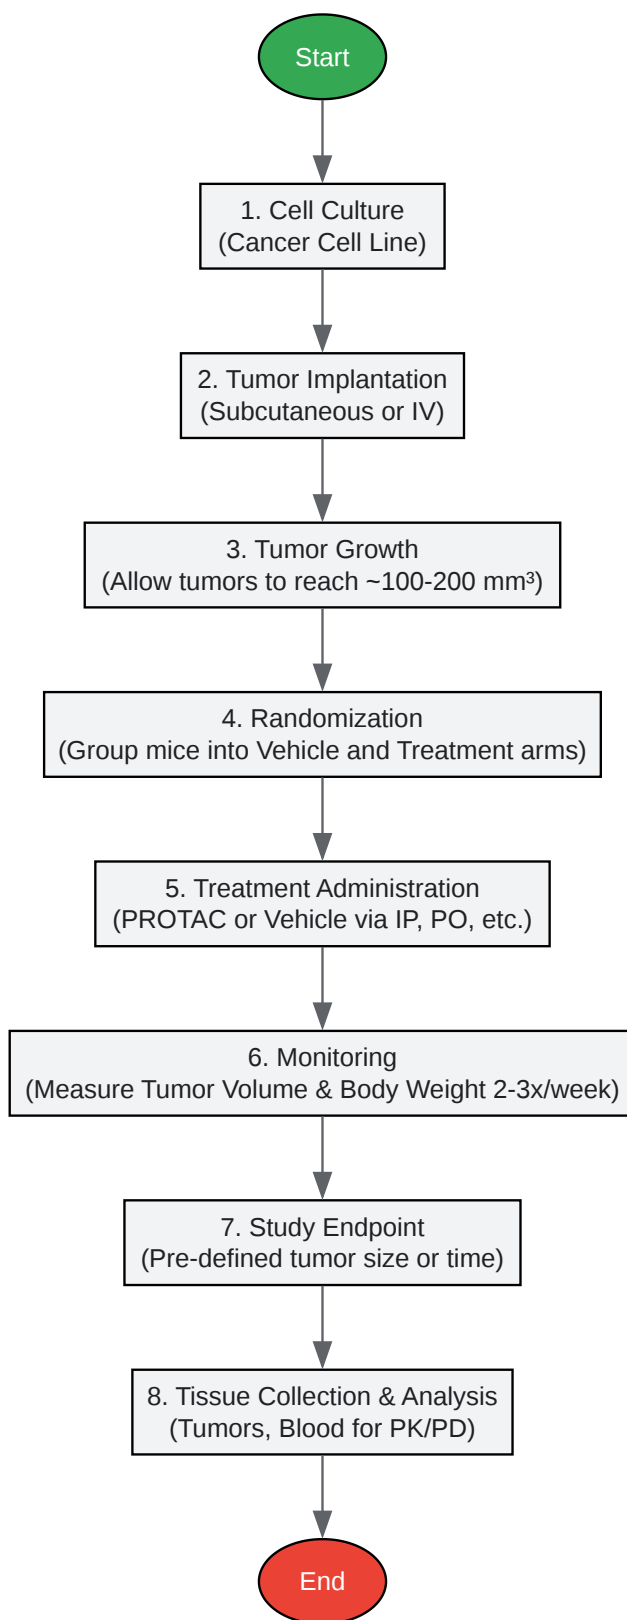 Start
1. Cell Culture
(Cancer Cell Line)
2. Tumor Implantation
(Subcutaneous or IV)
3. Tumor Growth
(Allow tumors to reach ~100-200 mm³)
4. Randomization
(Group mice into Vehicle and Treatment arms)
5. Treatment Administration
(PROTAC or Vehicle via IP, PO, etc.)
6. Monitoring
(Measure Tumor Volume & Body Weight 2-3x/week)
7. Study Endpoint
(Pre-defined tumor size or time)
8. Tissue Collection & Analysis
(Tumors, Blood for PK/PD)
End